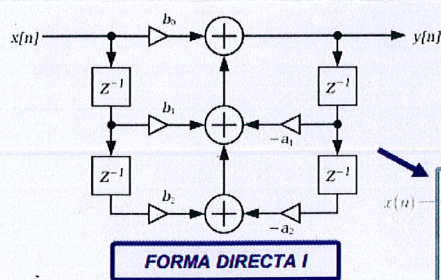 b₀
x[n]
y[n]
Z⁻¹
Z⁻¹
b₁
−a₁
Z⁻¹
Z⁻¹
b₂
−a₂
x(n)
FORMA DIRECTA I